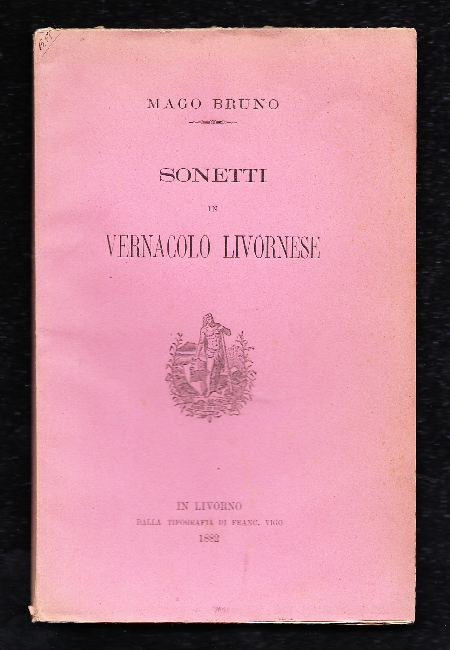 MAGO BRUNO
SONETTI
IN
VERNACOLO LIVORNESE
IN LIVORNO
DALLA TIPOGRAFIA DI FRANC. VIGO
1882